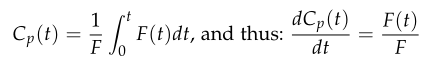 $C_p(t) = \frac{1}{F} \int_0^t F(t)dt$, and thus: $\frac{dC_p(t)}{dt} = \frac{F(t)}{F}$